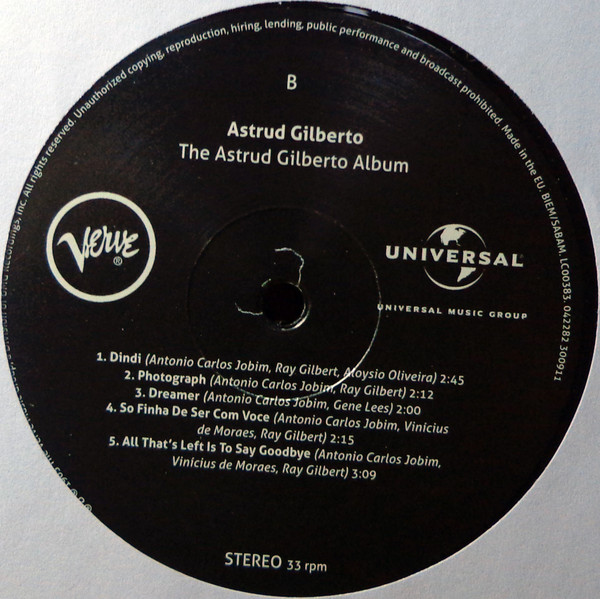 All rights reserved. Unauthorized copying, reproduction, hiring, lending, public performance and broadcast prohibited. Made in the EU. BIEM/SABAM. LC00383. 042282 300911
B
Astrud Gilberto
The Astrud Gilberto Album
Verve ®
UNIVERSAL
UNIVERSAL MUSIC GROUP
1. Dindi (Antonio Carlos Jobim, Ray Gilbert, Aloysio Oliveira) 2:45
2. Photograph (Antonio Carlos Jobim, Ray Gilbert) 2:12
3. Dreamer (Antonio Carlos Jobim, Gene Lees) 2:00
4. So Finha De Ser Com Voce (Antonio Carlos Jobim, Vinicius
de Moraes, Ray Gilbert) 2:15
5. All That's Left Is To Say Goodbye (Antonio Carlos Jobim,
Vinicius de Moraes, Ray Gilbert) 3:09
STEREO 33 rpm